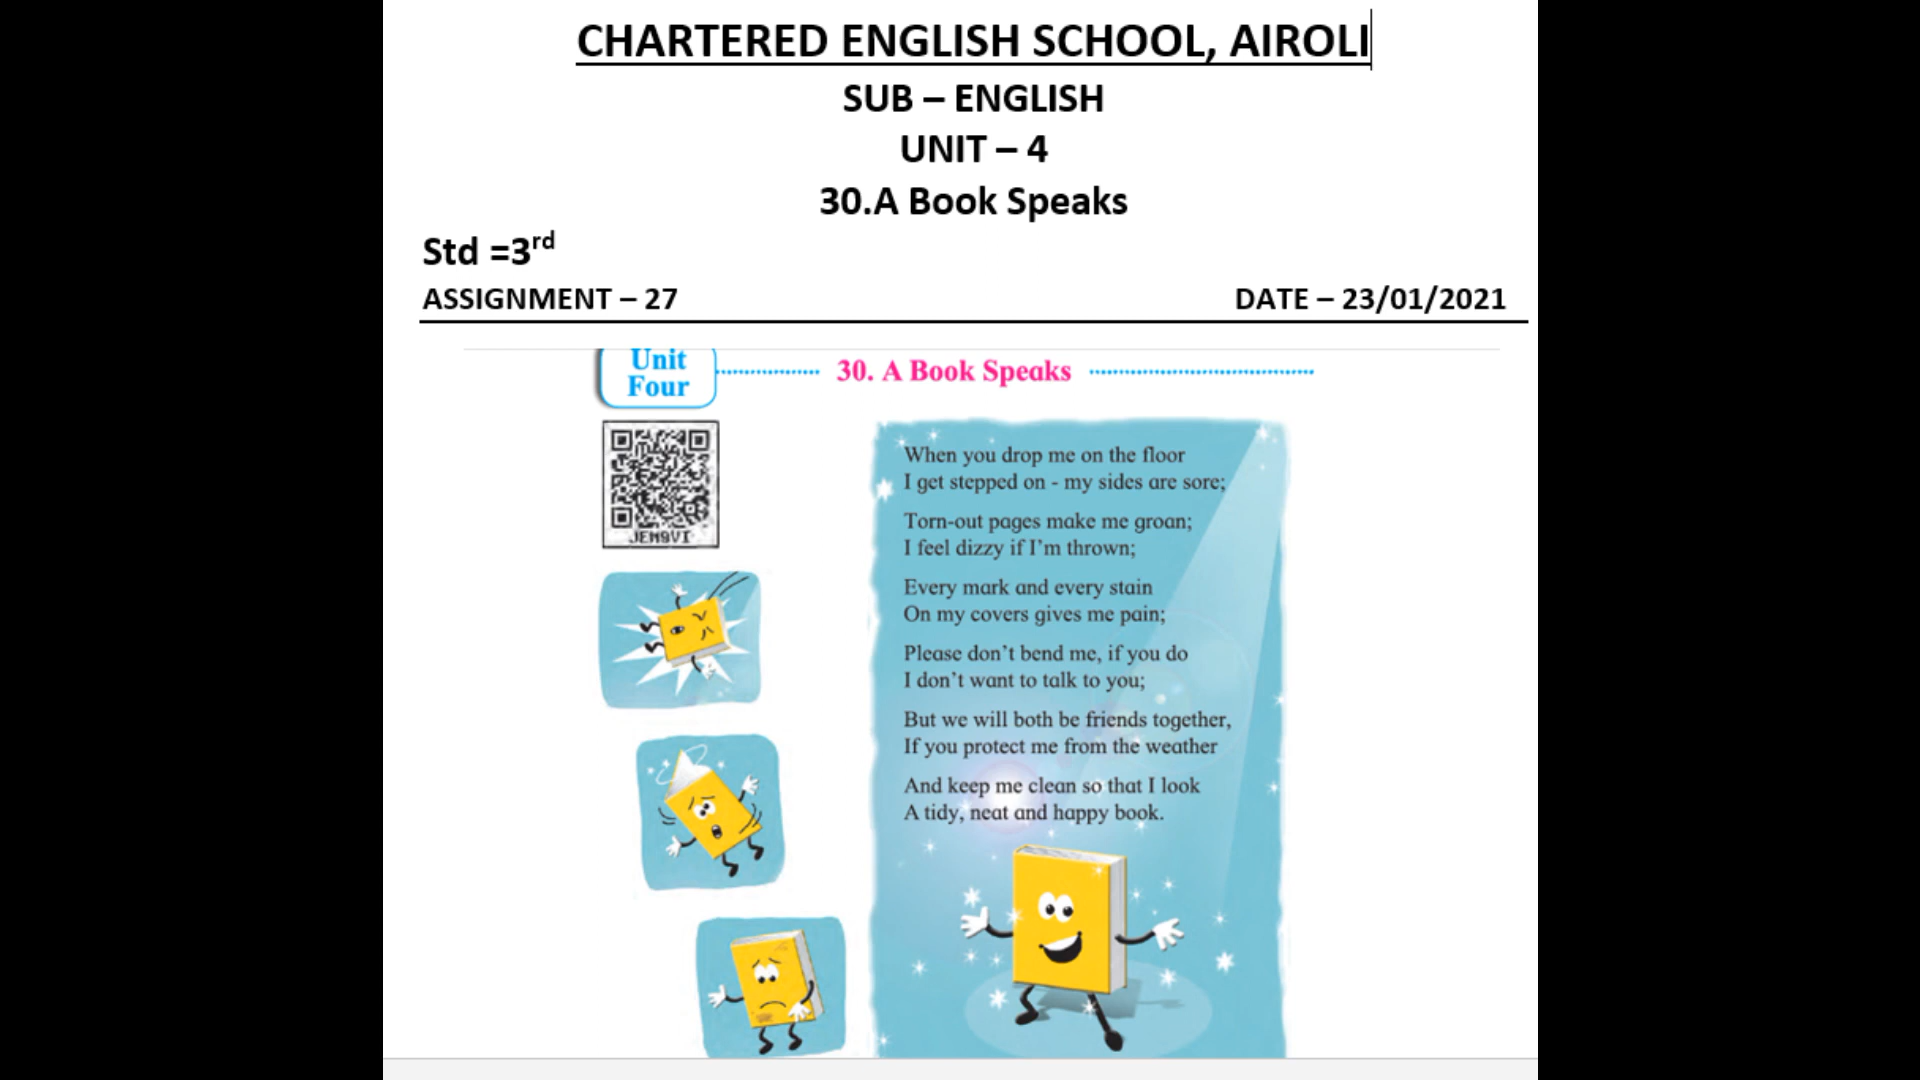 CHARTERED ENGLISH SCHOOL, AIROLI
SUB – ENGLISH
UNIT – 4
30.A Book Speaks
Std =3rd
ASSIGNMENT – 27
DATE – 23/01/2021
Unit
Four
30. A Book Speaks
JEM9VI
When you drop me on the floor
I get stepped on - my sides are sore;
Torn-out pages make me groan;
I feel dizzy if I'm thrown;
Every mark and every stain
On my covers gives me pain;
Please don't bend me, if you do
I don't want to talk to you;
But we will both be friends together,
If you protect me from the weather
And keep me clean so that I look
A tidy, neat and happy book.